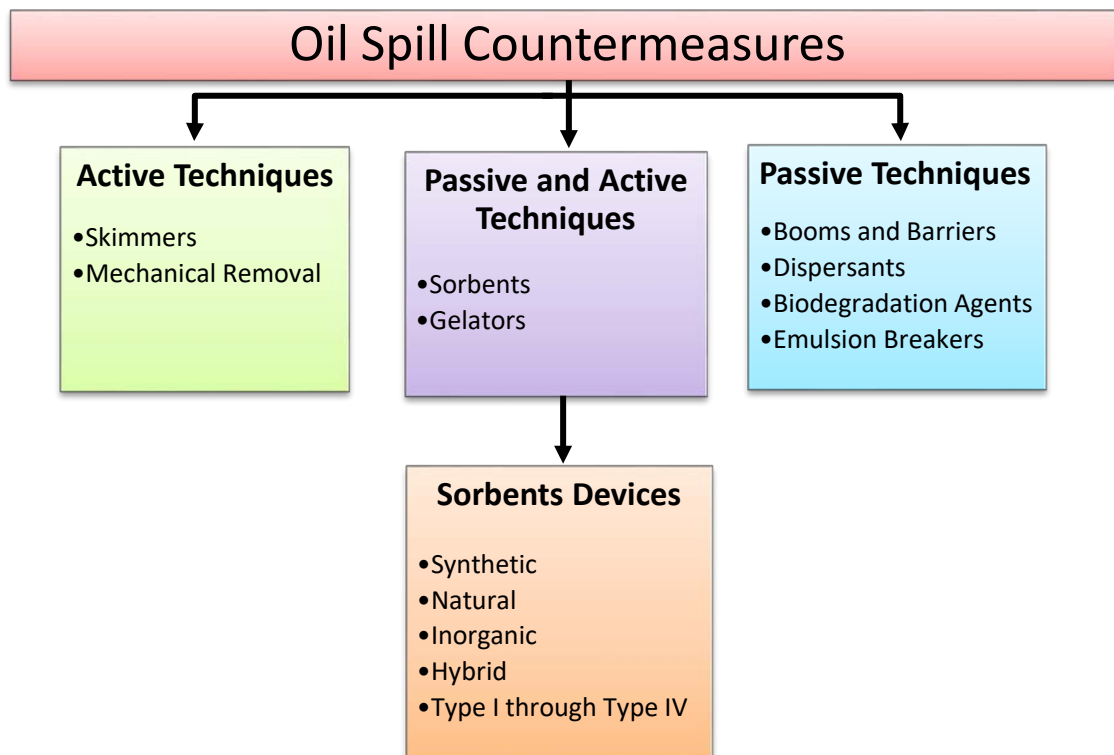 Oil Spill Countermeasures
Active Techniques
•Skimmers
•Mechanical Removal
Passive and Active
Techniques
•Sorbents
•Gelators
Passive Techniques
•Booms and Barriers
•Dispersants
•Biodegradation Agents
•Emulsion Breakers
Sorbents Devices
•Synthetic
•Natural
•Inorganic
•Hybrid
•Type I through Type IV